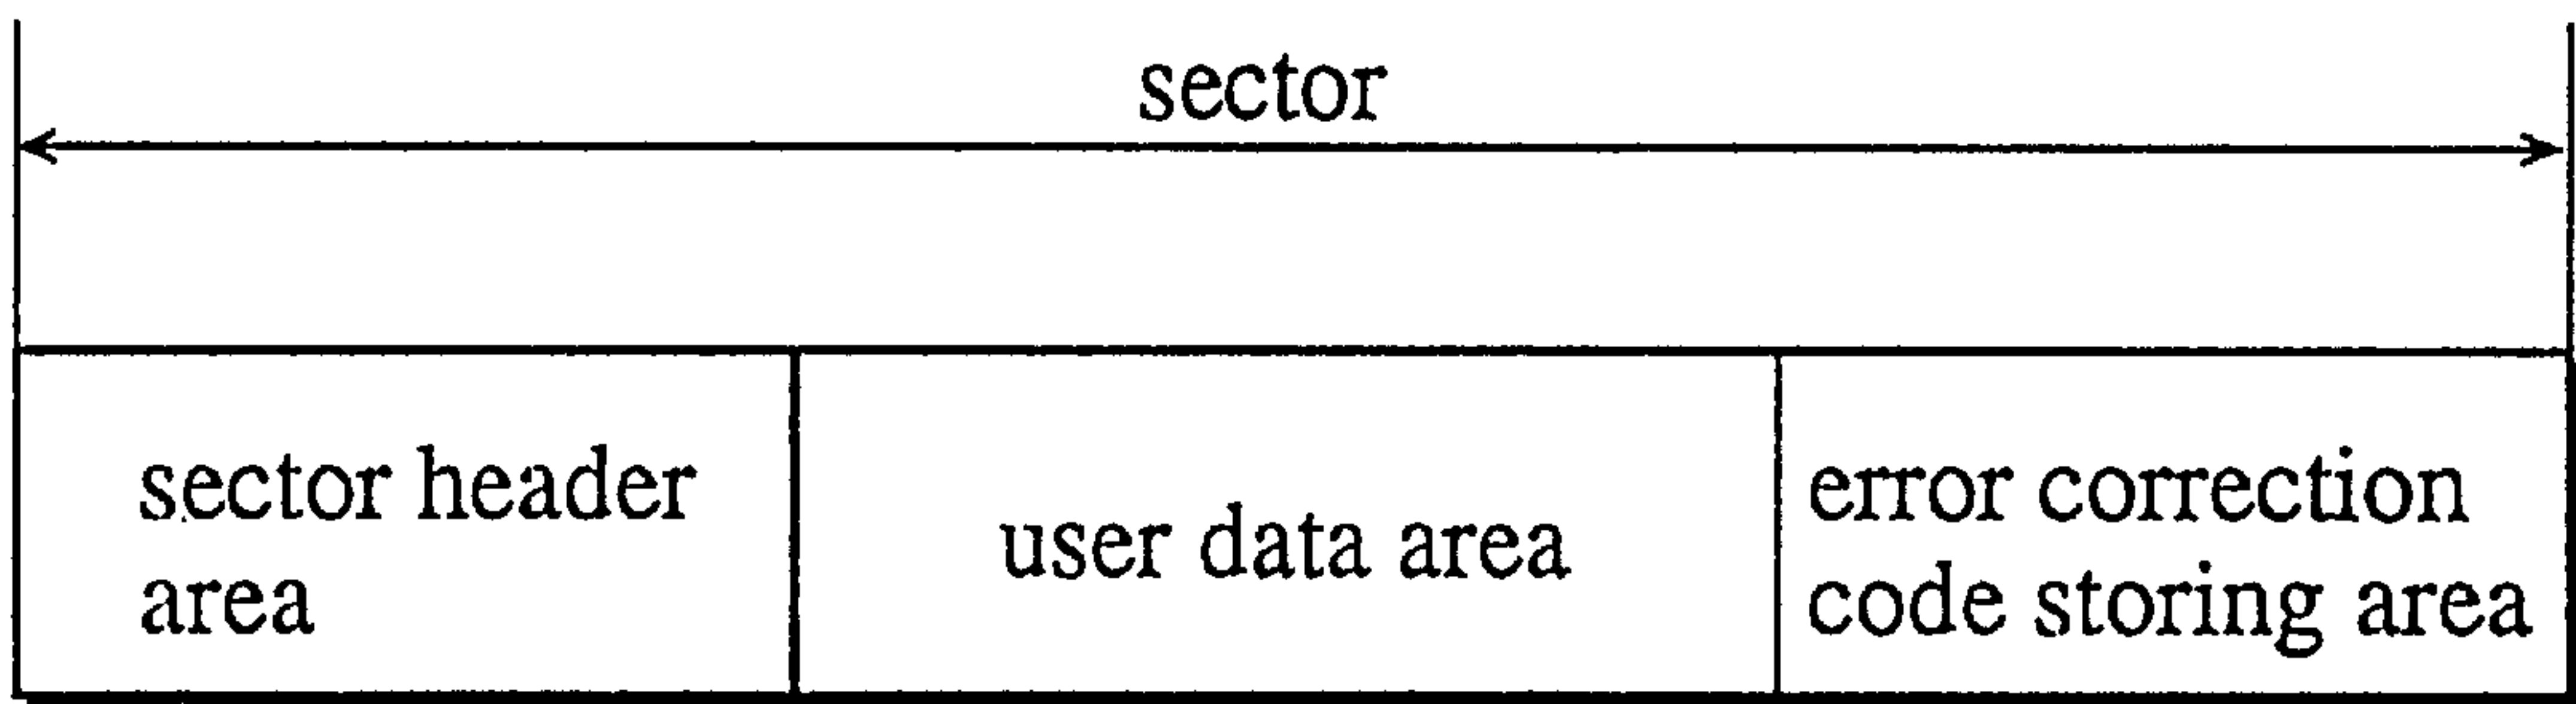 sector
sector header
area
user data area
error correction
code storing area